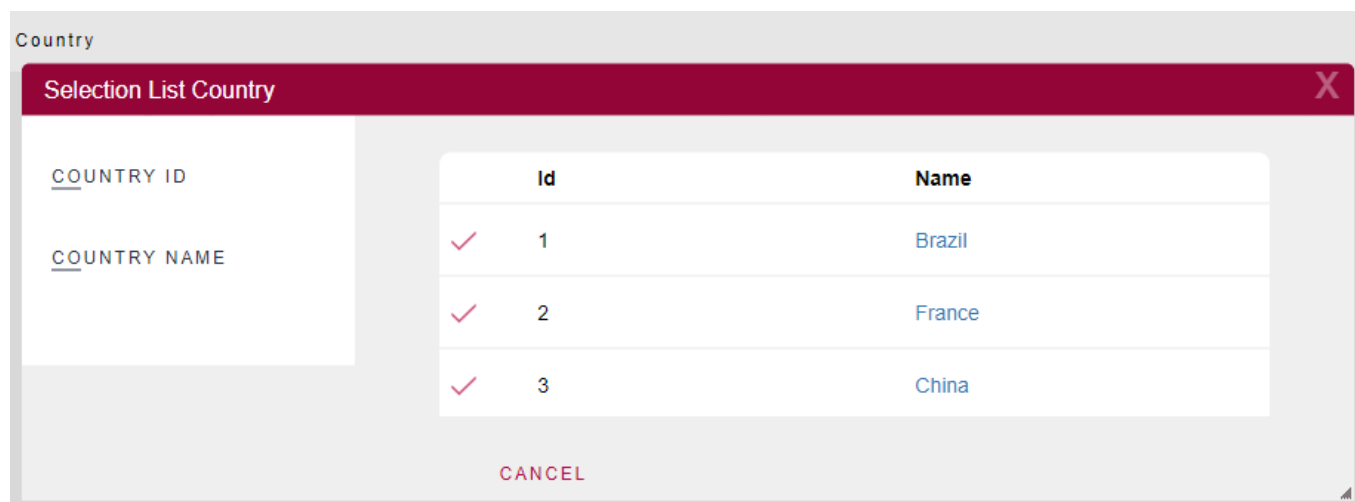 Country
Selection List Country X
COUNTRY ID
COUNTRY NAME
Id Name
1 Brazil
2 France
3 China
CANCEL